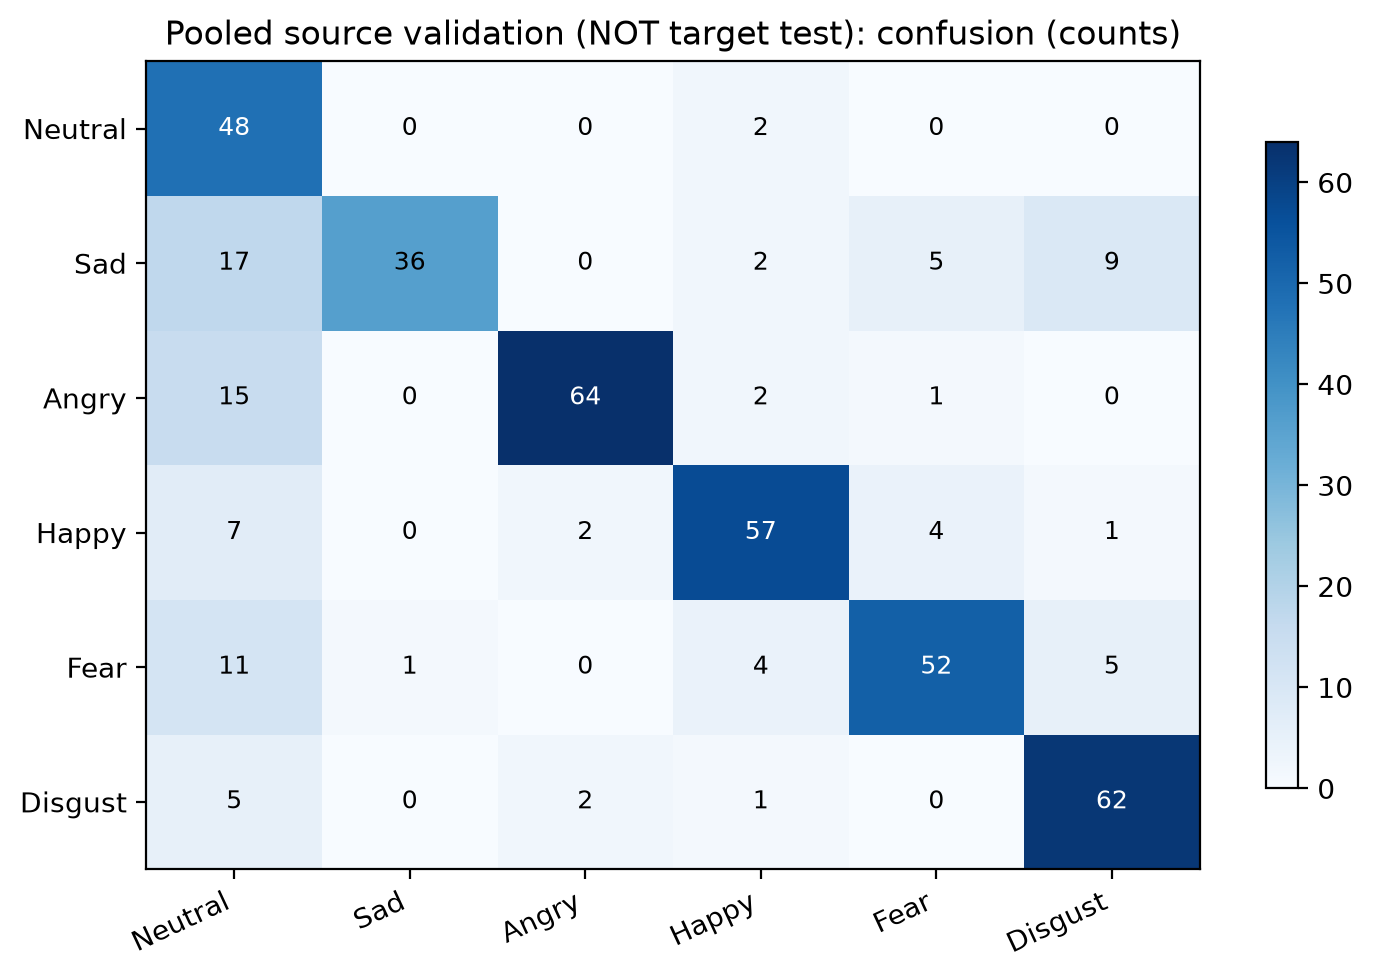 Pooled source validation (NOT target test): confusion (counts)
Neutral 48 0 0 2 0 0
Sad 17 36 0 2 5 9
Angry 15 0 64 2 1 0
Happy 7 0 2 57 4 1
Fear 11 1 0 4 52 5
Disgust 5 0 2 1 0 62
Neutral Sad Angry Happy Fear Disgust
60
50
40
30
20
10
0